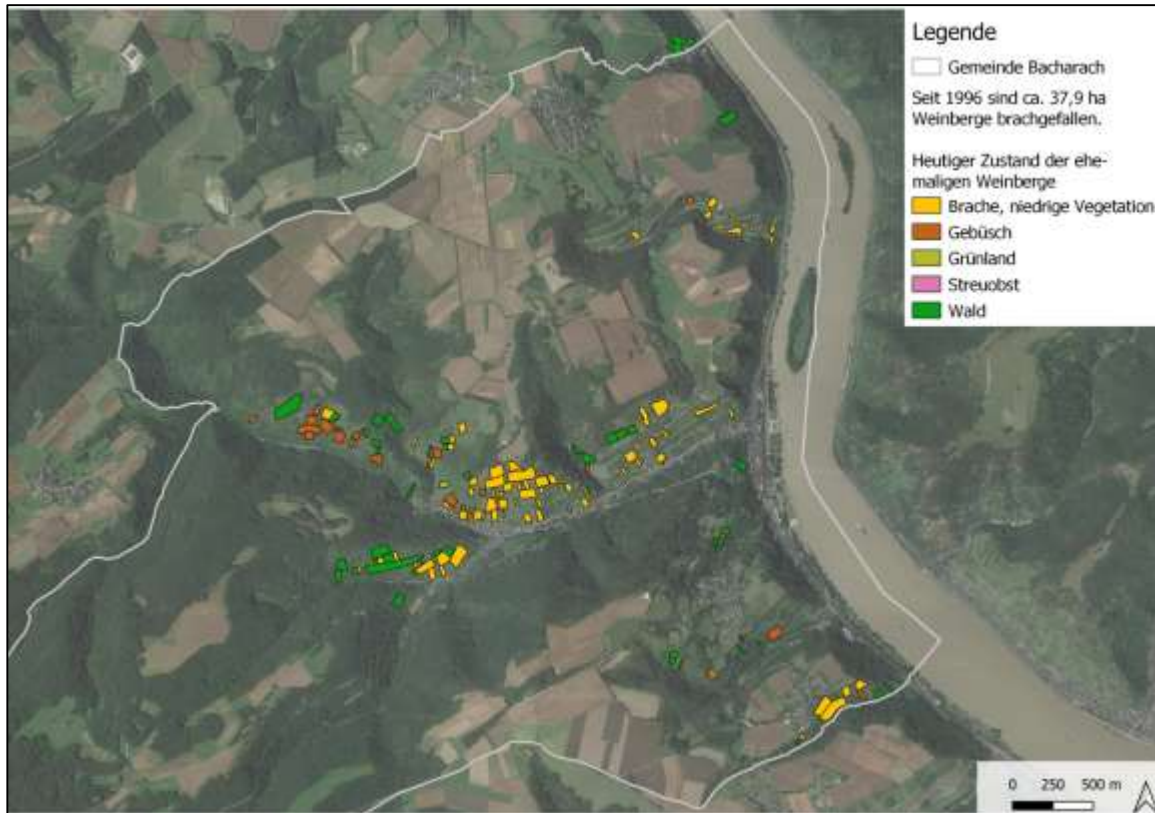 Legende
Gemeinde Bacharach
Seit 1996 sind ca. 37,9 ha
Weinberge brachgefallen.
Heutiger Zustand der ehe-
maligen Weinberge
Brache, niedrige Vegetation
Gebüsch
Grünland
Streuobst
Wald
0 250 500 m